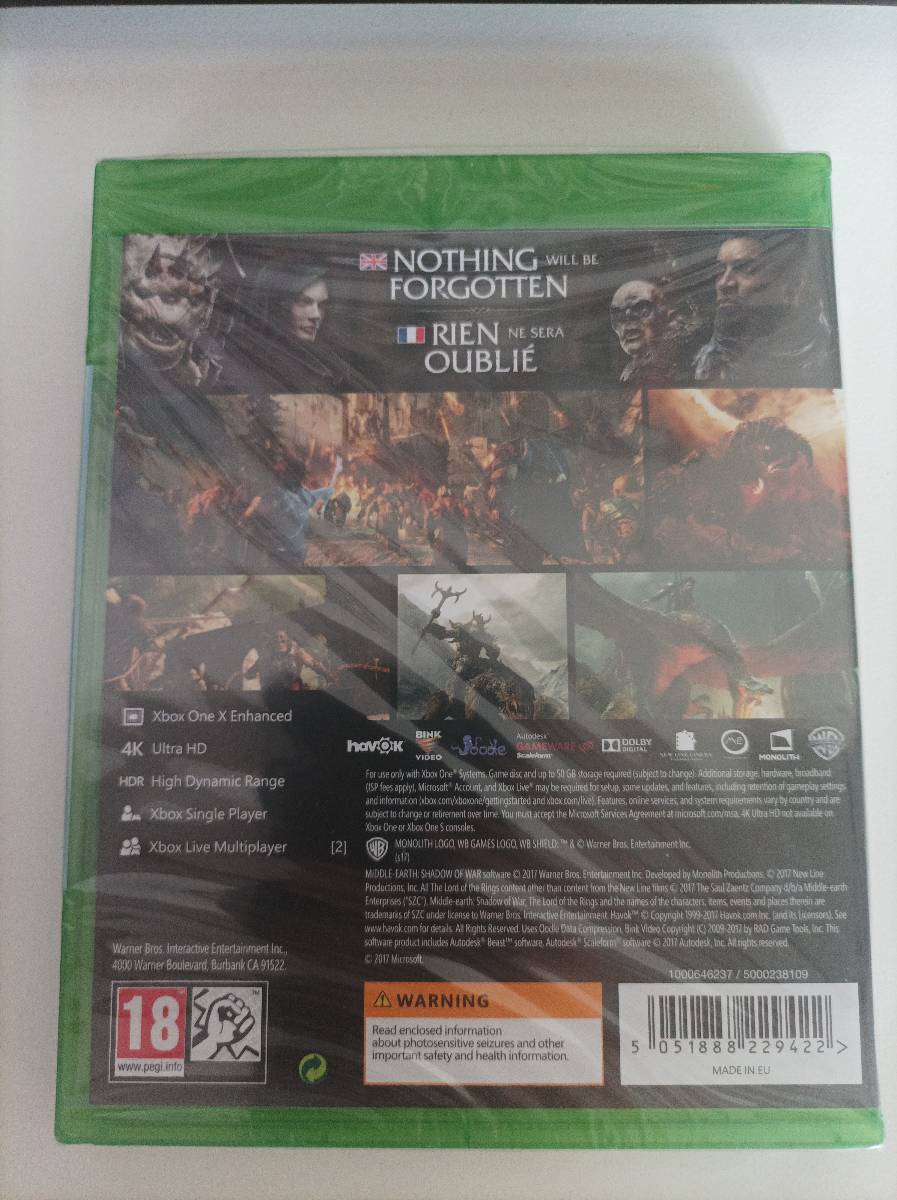 NOTHING WILL BE
FORGOTTEN
RIEN NE SERA
OUBLIÉ
Xbox One X Enhanced
4K Ultra HD
HDR High Dynamic Range
Xbox Single Player
Xbox Live Multiplayer [2]
havok
BINK
VIDEO
Oodle
Autodesk
GAMEWARE
Scaleform
DOLBY
DIGITAL
NEW LINE CINEMA
MONOLITH
For use only with Xbox One® Systems. Game disc and up to 50 GB storage required (subject to change). Additional storage, hardware, broadband
(ISP fees apply), Microsoft® Account, and Xbox Live® may be required for setup, some updates, and features, including retention of gameplay settings
and information (xbox.com/xboxone/gettingstarted and xbox.com/live). Features, online services, and system requirements vary by country and are
subject to change or retirement over time. You must accept the Microsoft Services Agreement at microsoft.com/msa. 4K Ultra HD not available on
Xbox One or Xbox One S consoles.
MONOLITH LOGO, WB GAMES LOGO, WB SHIELD: ™ & © Warner Bros. Entertainment Inc.
(s17)
MIDDLE-EARTH: SHADOW OF WAR software © 2017 Warner Bros. Entertainment Inc. Developed by Monolith Productions. © 2017 New Line
Productions, Inc. All The Lord of the Rings content other than content from the New Line films © 2017 The Saul Zaentz Company d/b/a Middle-earth
Enterprises ("SZC"). Middle-earth: Shadow of War, The Lord of the Rings and the names of the characters, items, events and places therein are
trademarks of SZC under license to Warner Bros. Interactive Entertainment. Havok™ © Copyright 1999-2017 Havok.com Inc. (and its Licensors). See
www.havok.com for details. All Rights Reserved. Uses Oodle Data Compression. Bink Video Copyright (C) 2009-2017 by RAD Game Tools, Inc. This
software product includes Autodesk® Beast™ software, Autodesk® Scaleform® software © 2017 Autodesk, Inc. All rights reserved.
© 2017 Microsoft.
Warner Bros. Interactive Entertainment Inc.,
4000 Warner Boulevard, Burbank CA 91522.
1000646237 / 5000238109
18
www.pegi.info
WARNING
Read enclosed information
about photosensitive seizures and other
important safety and health information.
5 051888 229422 >
MADE IN EU